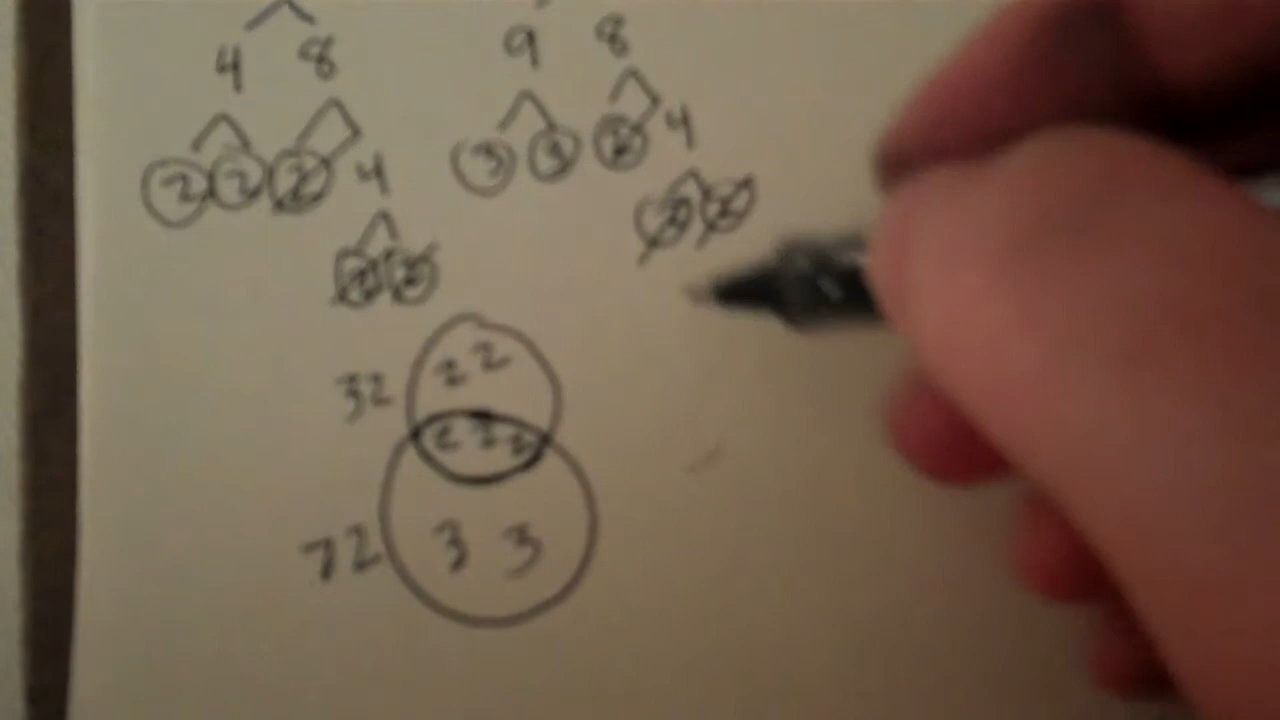 4 8 9 8
2 2 2 4 3 3 2 4
2 2 2 2
32 2 2
2 2 2
72 3 3